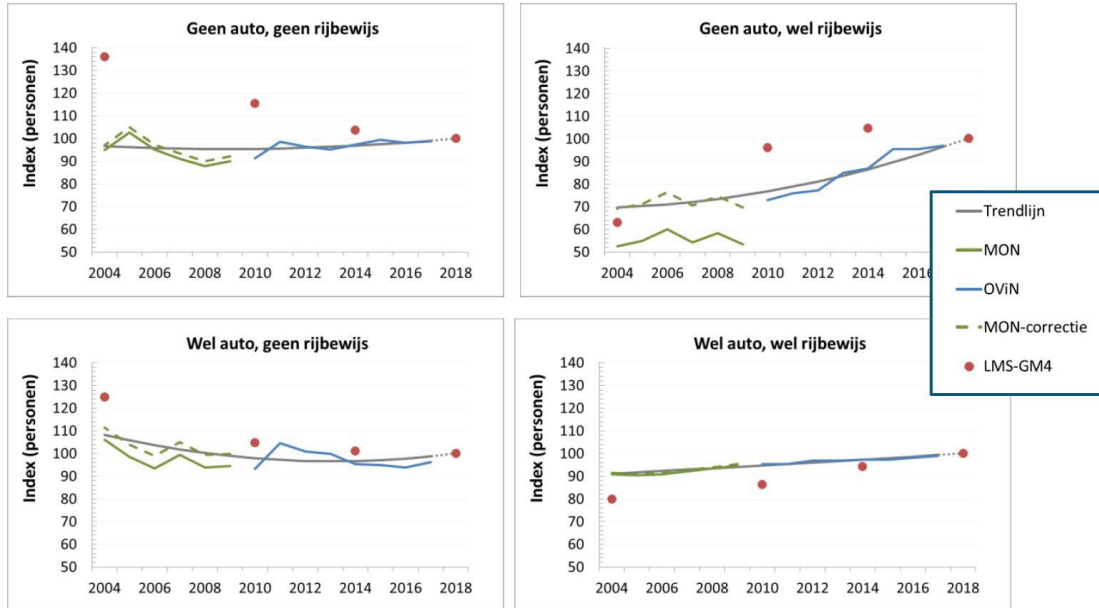 Geen auto, geen rijbewijs
Index (personen)
140
130
120
110
100
90
80
70
60
50
2004 2006 2008 2010 2012 2014 2016 2018
Geen auto, wel rijbewijs
Index (personen)
140
130
120
110
100
90
80
70
60
50
2004 2006 2008 2010 2012 2014 2016
Trendlijn
MON
OViN
MON-correctie
LMS-GM4
Wel auto, geen rijbewijs
Index (personen)
140
130
120
110
100
90
80
70
60
50
2004 2006 2008 2010 2012 2014 2016 2018
Wel auto, wel rijbewijs
Index (personen)
140
130
120
110
100
90
80
70
60
50
2004 2006 2008 2010 2012 2014 2016 2018